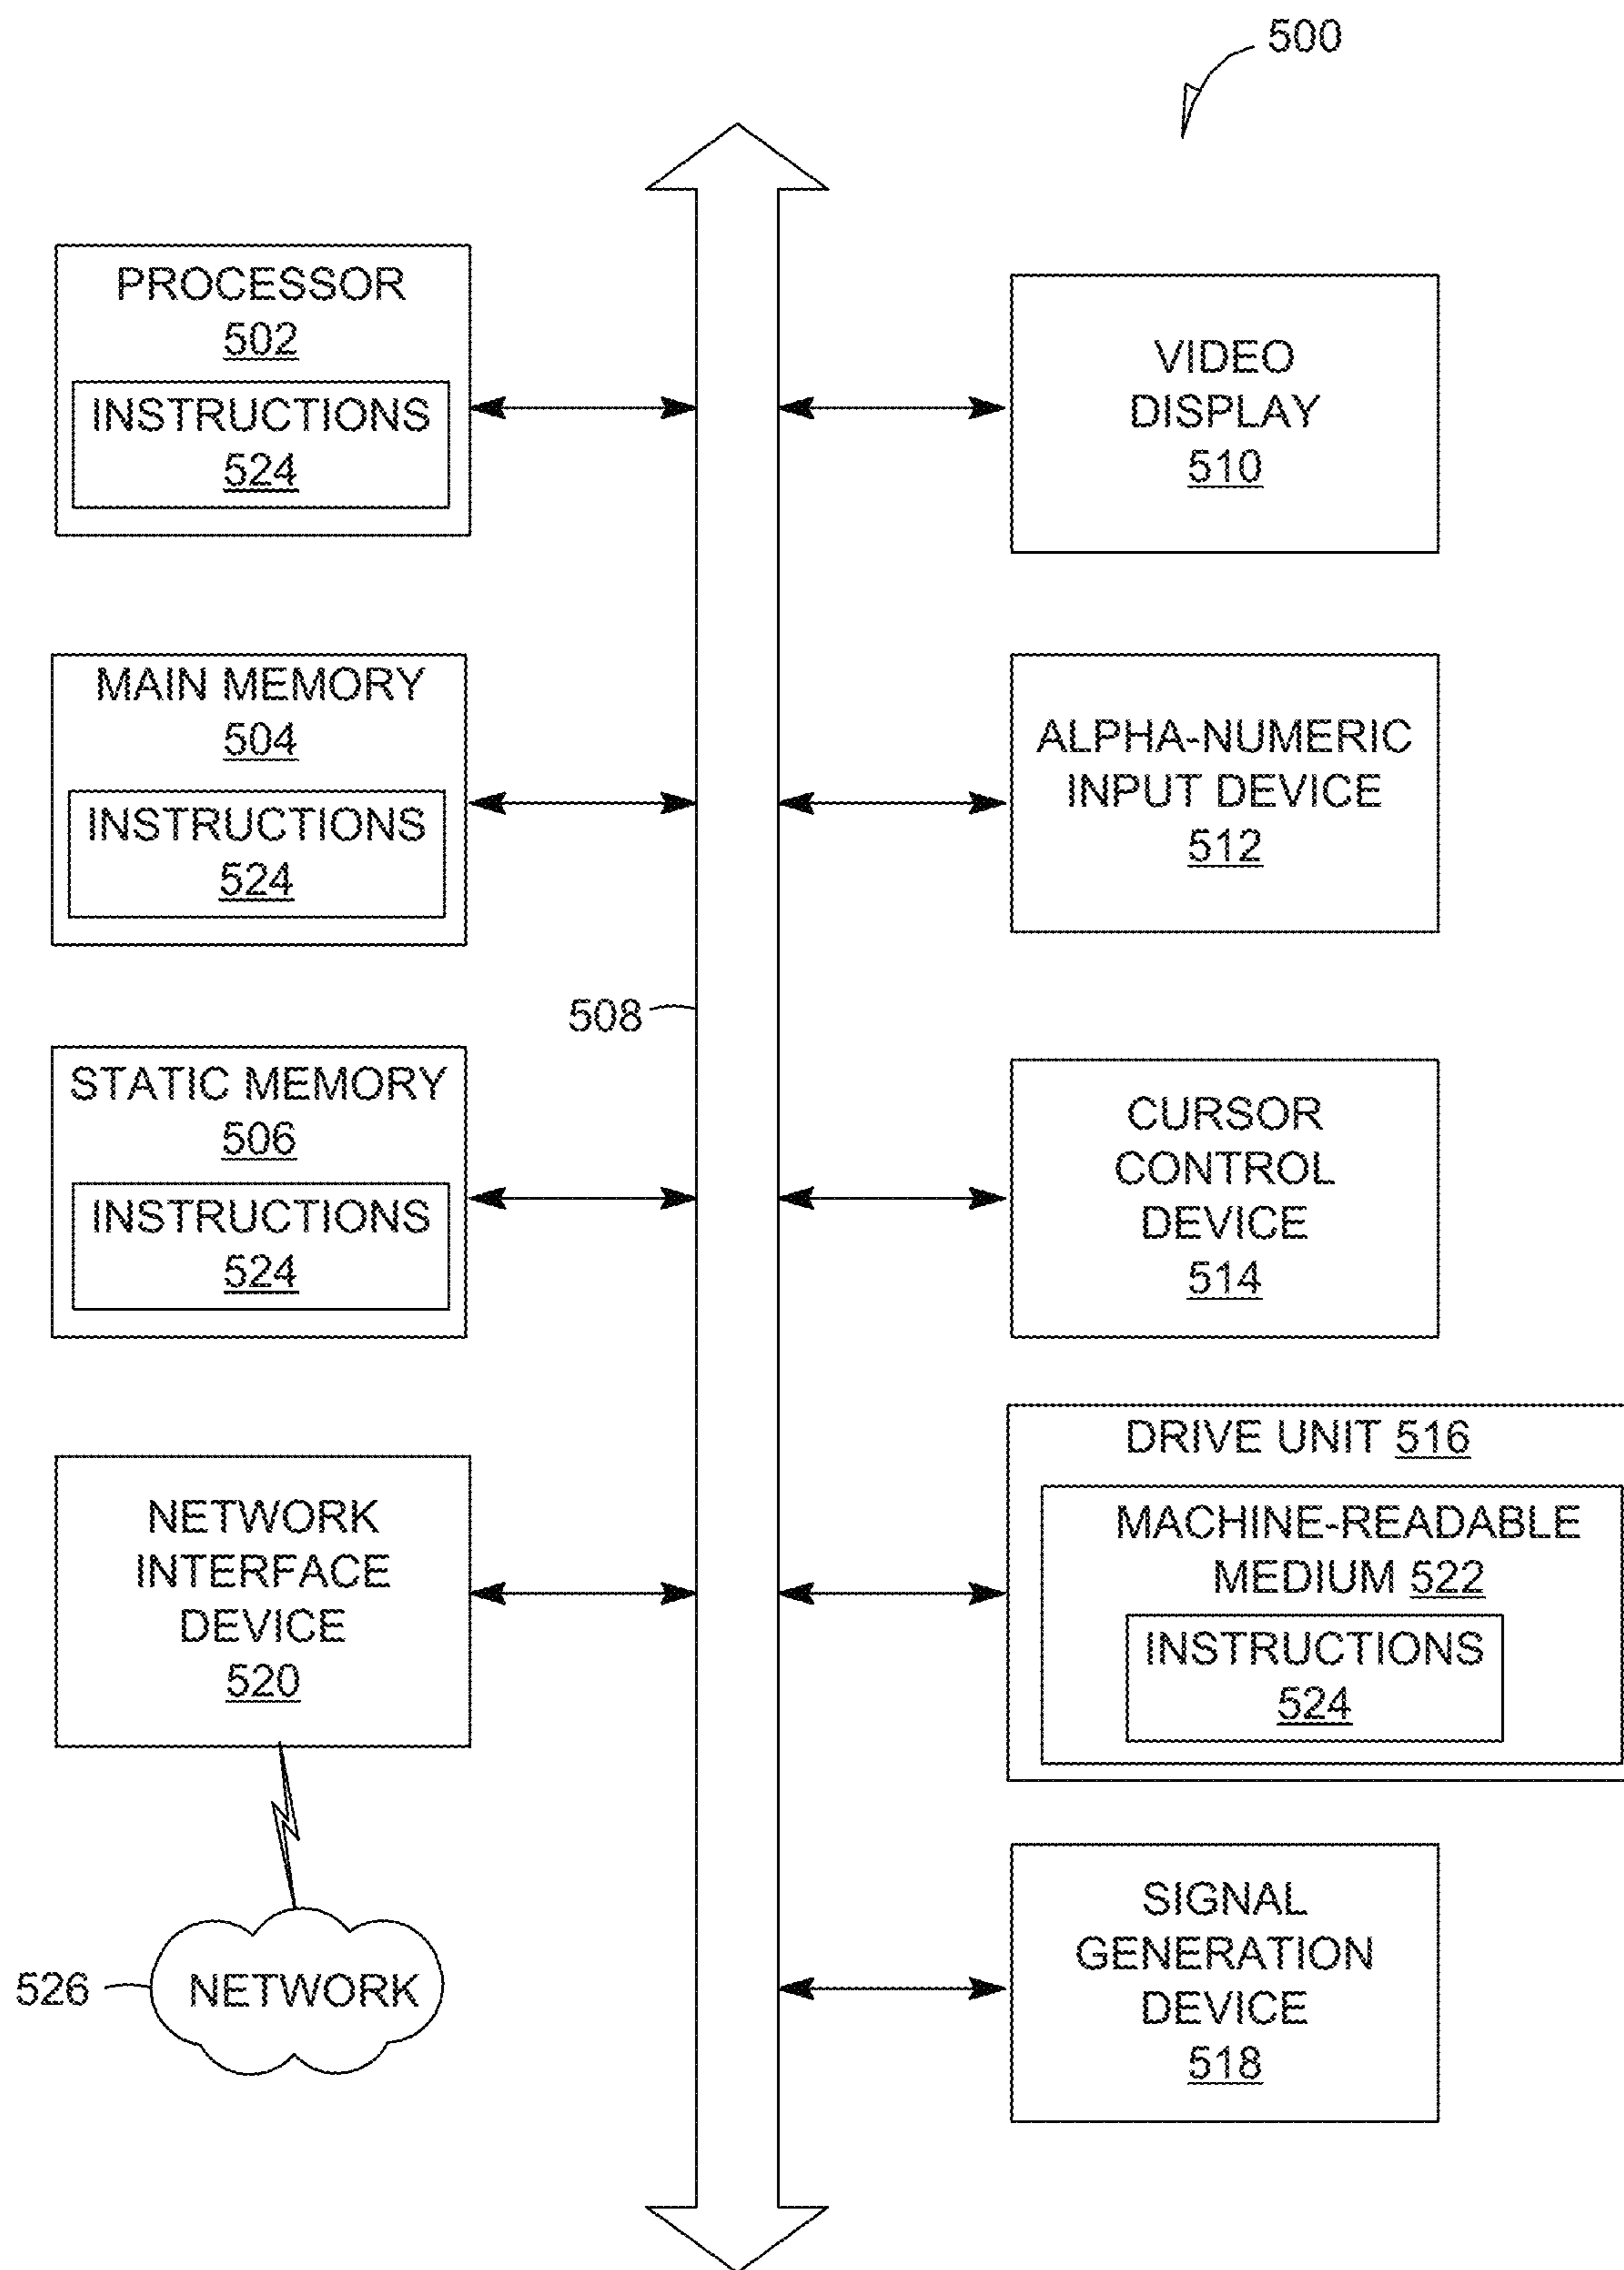 500
PROCESSOR
502
INSTRUCTIONS
524
MAIN MEMORY
504
INSTRUCTIONS
524
508
STATIC MEMORY
506
INSTRUCTIONS
524
NETWORK
INTERFACE
DEVICE
520
526
NETWORK
VIDEO
DISPLAY
510
ALPHA-NUMERIC
INPUT DEVICE
512
CURSOR
CONTROL
DEVICE
514
DRIVE UNIT 516
MACHINE-READABLE
MEDIUM 522
INSTRUCTIONS
524
SIGNAL
GENERATION
DEVICE
518